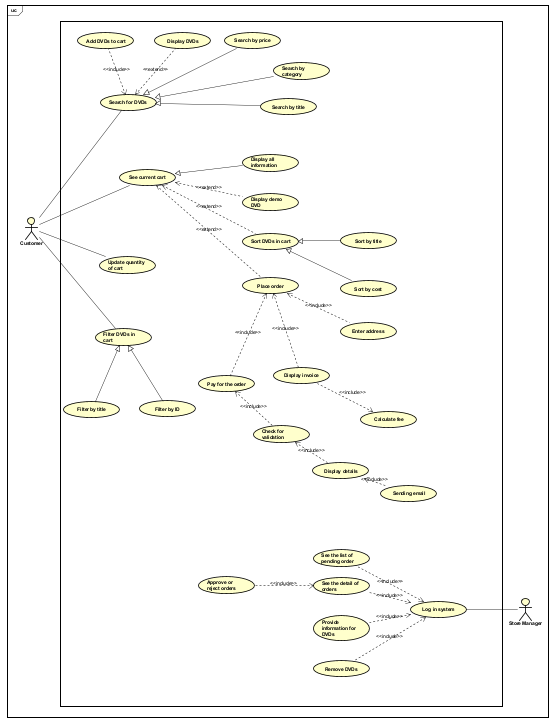 uc
Add DVDs to cart
Display DVDs
Search by price
Search by
category
<<include>>
<<extend>>
Search for DVDs
Search by title
Display all
information
See current cart
<<extend>>
Display demo
DVD
<<extend>>
<<extend>>
Sort DVDs in cart
Sort by title
Customer
Update quantity
of cart
Place order
Sort by cost
<<include>>
Filter DVDs in
cart
<<include>>
<<include>>
Enter address
Pay for the order
Display invoice
<<include>>
Filter by title
Filter by ID
<<include>>
Calculate fee
Check for
validation
<<include>>
Display details
<<include>>
Sending email
See the list of
pending order
Approve or
reject orders
<<include>>
See the detail of
orders
<<include>>
<<include>>
Log in system
Store Manager
Provide
information for
DVDs
<<include>>
<<include>>
Remove DVDs